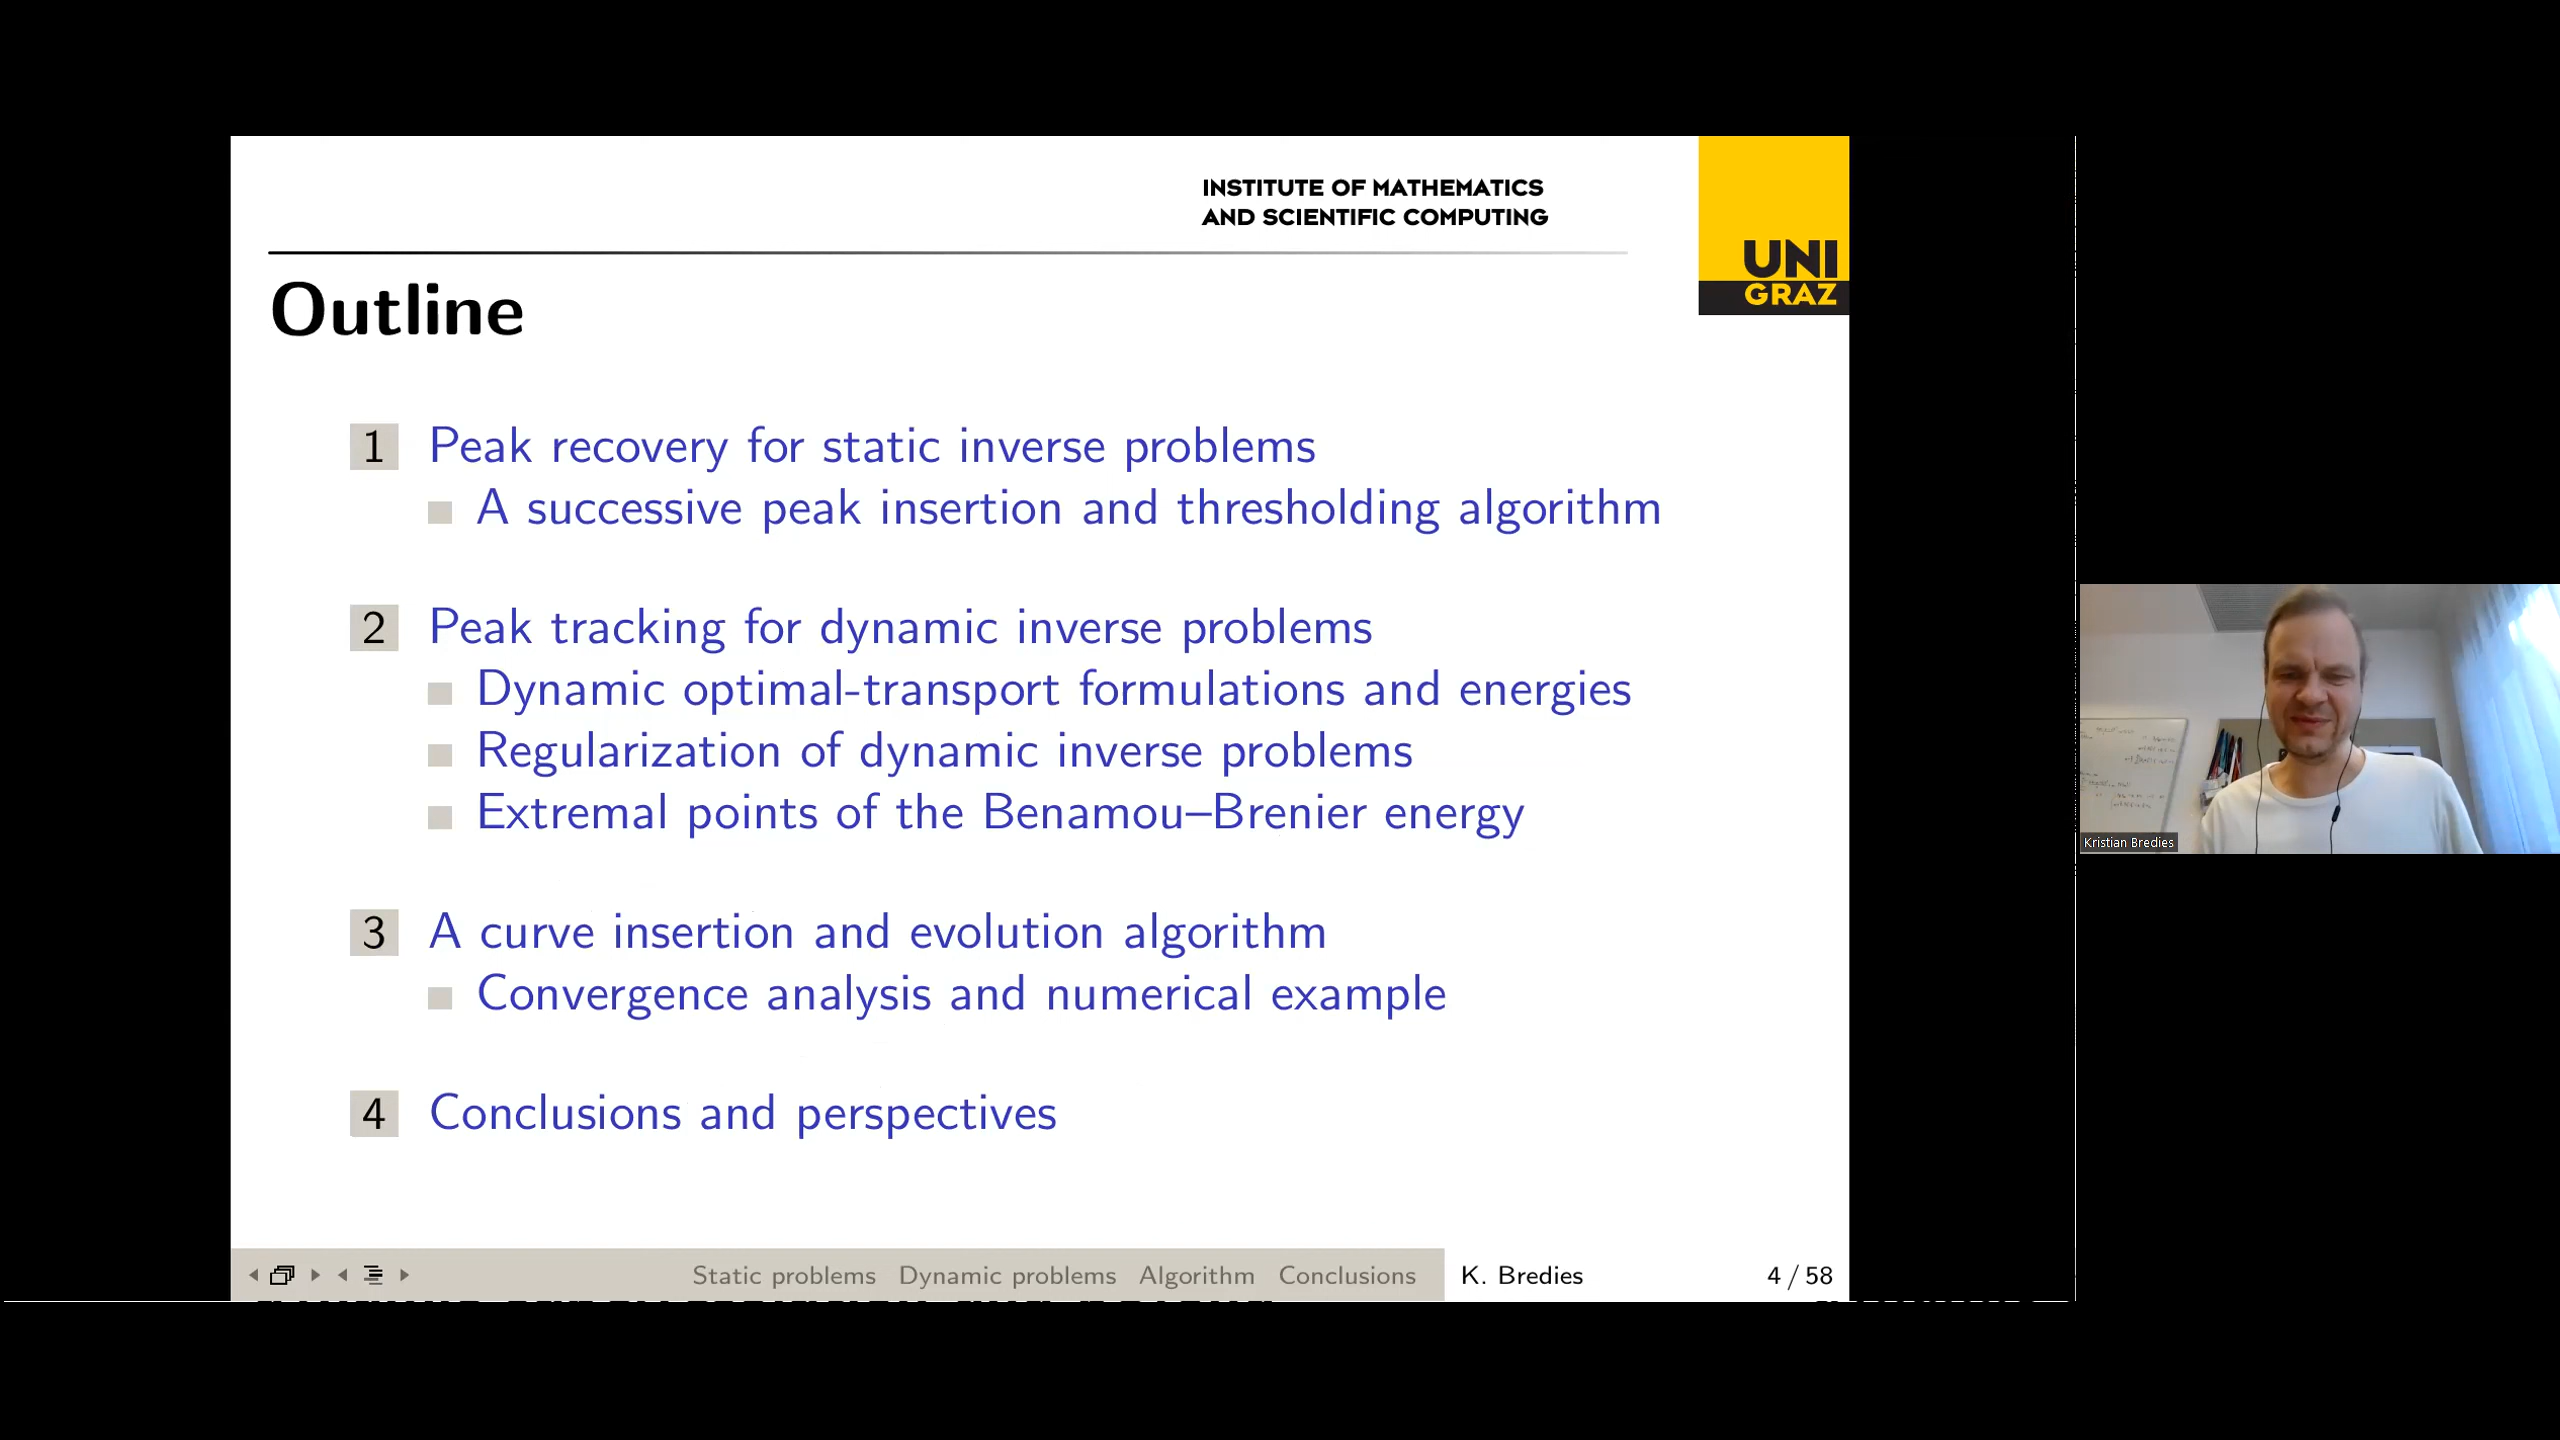 INSTITUTE OF MATHEMATICS
AND SCIENTIFIC COMPUTING
UNI
GRAZ
Outline
1 Peak recovery for static inverse problems
A successive peak insertion and thresholding algorithm
2 Peak tracking for dynamic inverse problems
Dynamic optimal-transport formulations and energies
Regularization of dynamic inverse problems
Extremal points of the Benamou–Brenier energy
3 A curve insertion and evolution algorithm
Convergence analysis and numerical example
4 Conclusions and perspectives
Static problems Dynamic problems Algorithm Conclusions K. Bredies 4 / 58
Kristian Bredies